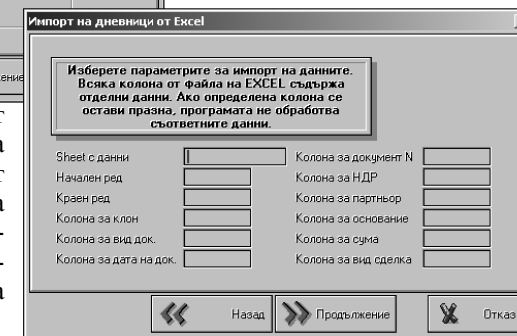 Импорт на дневници от Excel
Изберете параметрите за импорт на данните.
Всяка колона от файла на EXCEL съдържа
отделни данни. Ако определена колона се
остави празна, програмата не обработва
съответните данни.
Sheet с данни
Начален ред
Краен ред
Колона за клон
Колона за вид док.
Колона за дата на док.
Колона за документ N
Колона за НДР
Колона за партньор
Колона за основание
Колона за сума
Колона за вид сделка
Назад
Продължение
Отказ